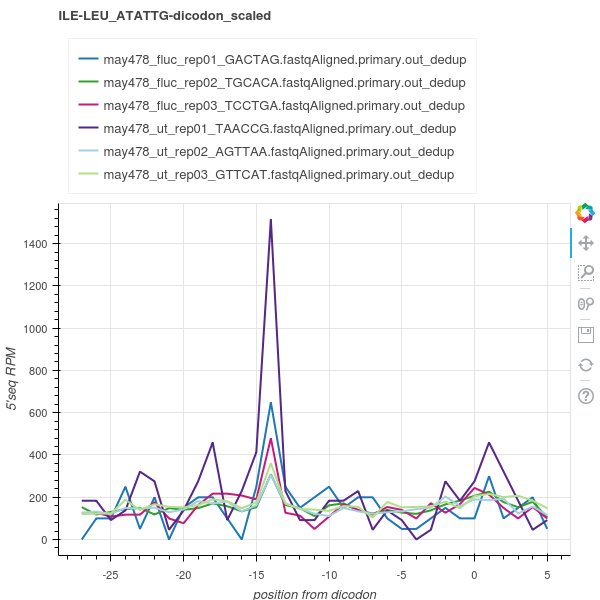 ILE-LEU_ATATTG-dicodon_scaled
may478_fluc_rep01_GACTAG.fastqAligned.primary.out_dedup
may478_fluc_rep02_TGCACA.fastqAligned.primary.out_dedup
may478_fluc_rep03_TCCTGA.fastqAligned.primary.out_dedup
may478_ut_rep01_TAACCG.fastqAligned.primary.out_dedup
may478_ut_rep02_AGTTAA.fastqAligned.primary.out_dedup
may478_ut_rep03_GTTCAT.fastqAligned.primary.out_dedup
5'seq RPM
1400
1200
1000
800
600
400
200
0
-25 -20 -15 -10 -5 0 5
position from dicodon